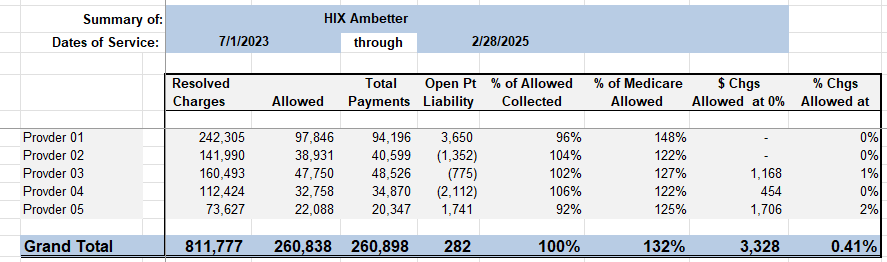 Summary of: HIX Ambetter
Dates of Service: 7/1/2023 through 2/28/2025
Resolved Total Open Pt % of Allowed % of Medicare $ Chgs % Chgs
Charges Allowed Payments Liability Collected Allowed Allowed at 0% Allowed at
Provder 01 242,305 97,846 94,196 3,650 96% 148% - 0%
Provder 02 141,990 38,931 40,599 (1,352) 104% 122% - 0%
Provder 03 160,493 47,750 48,526 (775) 102% 127% 1,168 1%
Provder 04 112,424 32,758 34,870 (2,112) 106% 122% 454 0%
Provder 05 73,627 22,088 20,347 1,741 92% 125% 1,706 2%
Grand Total 811,777 260,838 260,898 282 100% 132% 3,328 0.41%